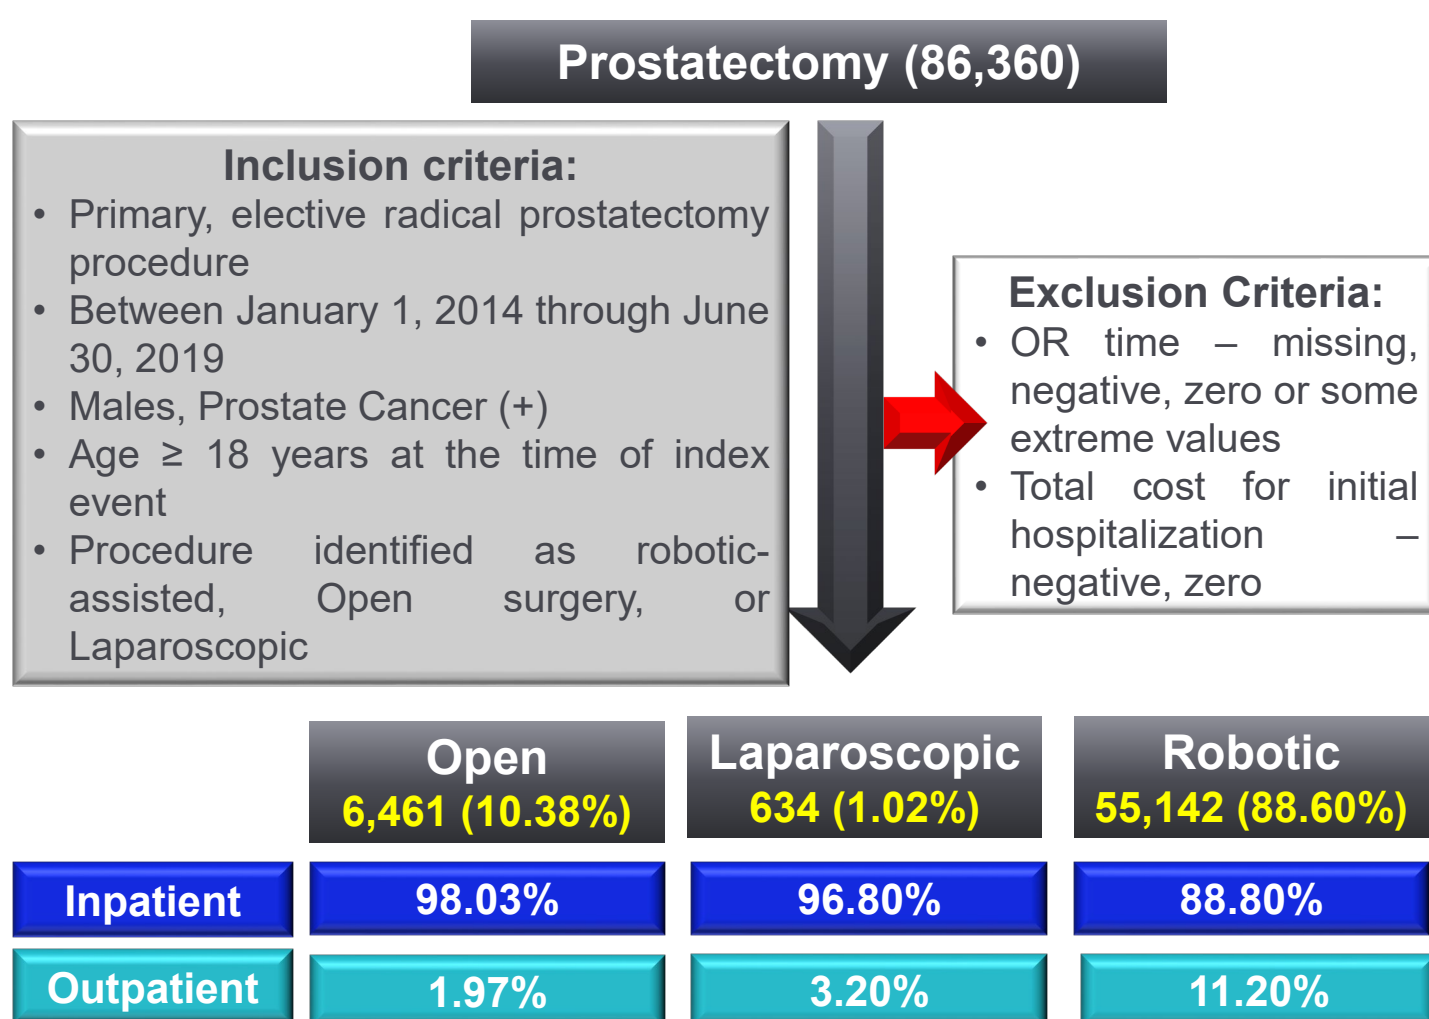 Prostatectomy (86,360)
Inclusion criteria:
• Primary, elective radical prostatectomy
procedure
• Between January 1, 2014 through June
30, 2019
• Males, Prostate Cancer (+)
• Age ≥ 18 years at the time of index
event
• Procedure identified as robotic-
assisted, Open surgery, or
Laparoscopic
Exclusion Criteria:
• OR time – missing,
negative, zero or some
extreme values
• Total cost for initial
hospitalization –
negative, zero
Open
6,461 (10.38%)
Laparoscopic
634 (1.02%)
Robotic
55,142 (88.60%)
Inpatient
98.03%
96.80%
88.80%
Outpatient
1.97%
3.20%
11.20%